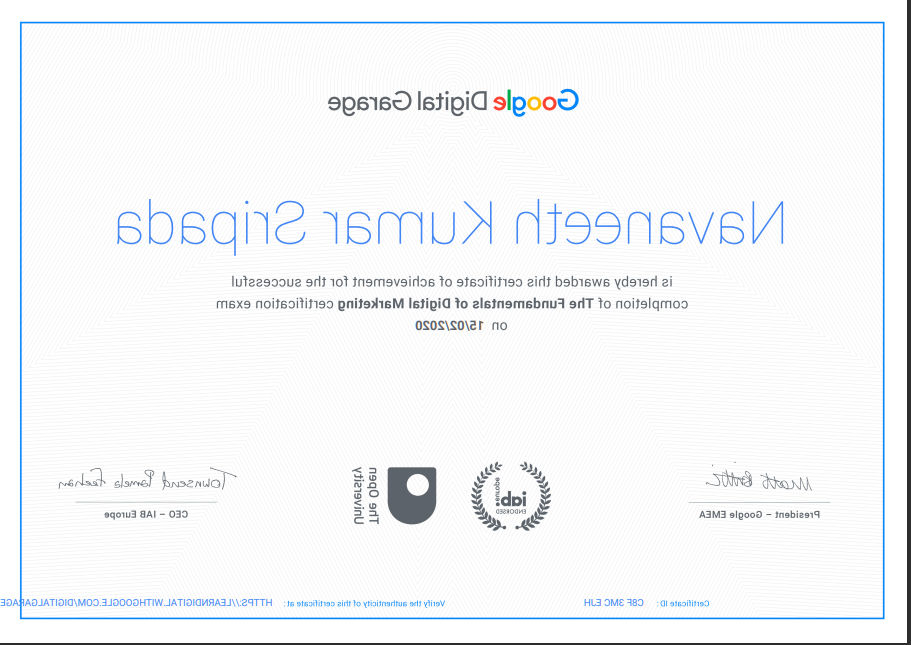 Google Digital Garage
Navaneeth Kumar Sripada
is hereby awarded this certificate of achievement for the successful
completion of The Fundamentals of Digital Marketing certification exam
on 15/02/2020
Matt Brittin
President – Google EMEA
iab.
europe
ENDORSED
The Open
University
Townsend Pamela Feehan
CEO – IAB Europe
Certificate ID : C8F 3MC EJH
Verify the authenticity of this certificate at : HTTPS://LEARNDIGITAL.WITHGOOGLE.COM/DIGITALGARAGE